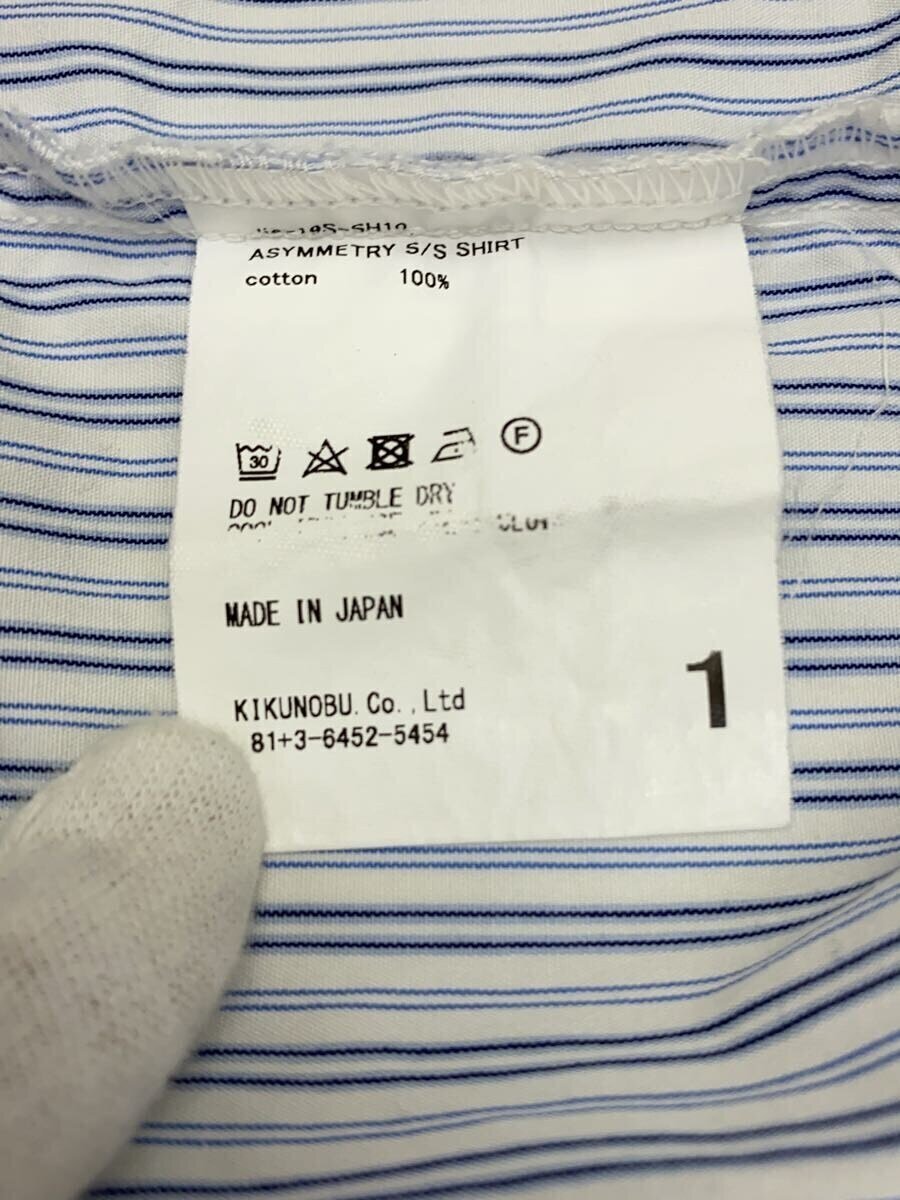 ASYMMETRY S/S SHIRT
cotton 100%
30 F
DO NOT TUMBLE DRY
MADE IN JAPAN
1
KIKUNOBU.Co.,Ltd
81+3-6452-5454